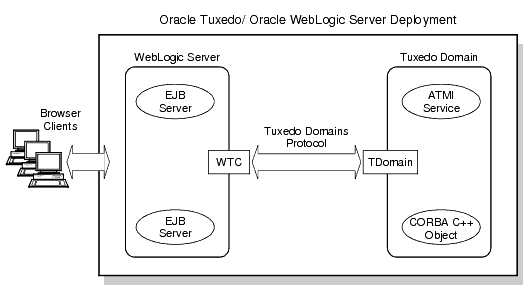 Oracle Tuxedo/ Oracle WebLogic Server Deployment
WebLogic Server
Tuxedo Domain
EJB
Server
ATMI
Service
Browser
Clients
Tuxedo Domains
Protocol
WTC
TDomain
EJB
Server
CORBA C++
Object